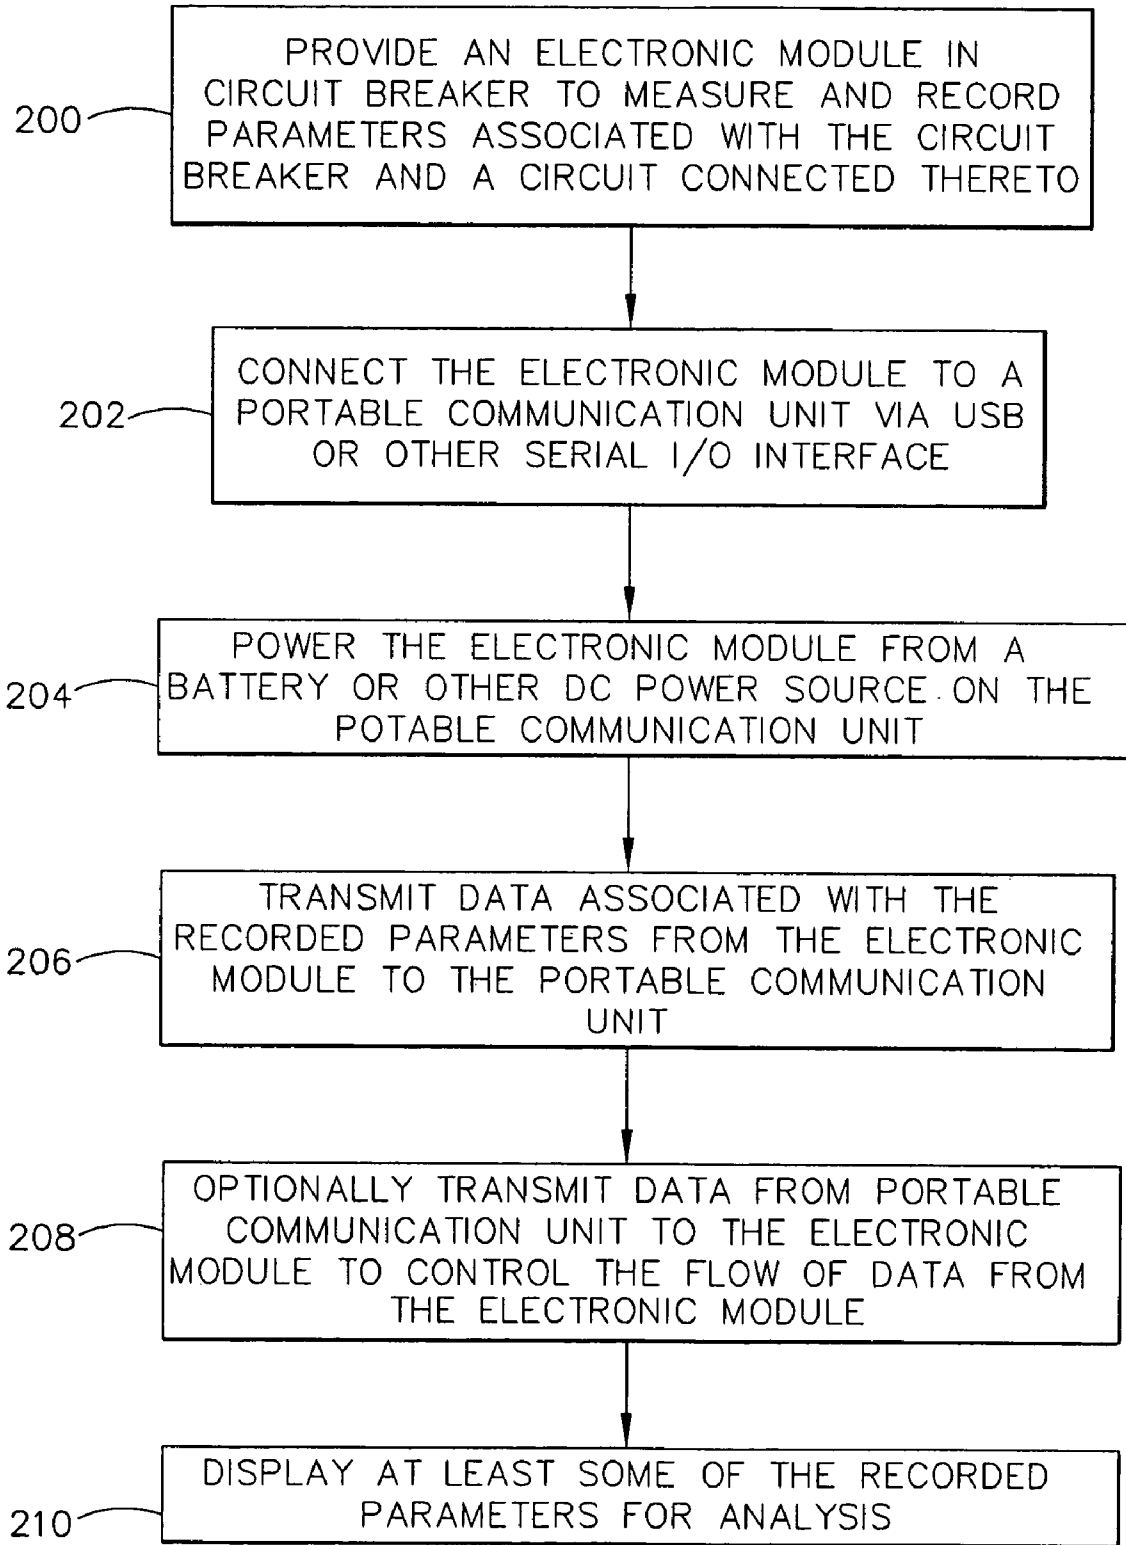 PROVIDE AN ELECTRONIC MODULE IN
CIRCUIT BREAKER TO MEASURE AND RECORD
PARAMETERS ASSOCIATED WITH THE CIRCUIT
BREAKER AND A CIRCUIT CONNECTED THERETO
200
CONNECT THE ELECTRONIC MODULE TO A
PORTABLE COMMUNICATION UNIT VIA USB
OR OTHER SERIAL I/O INTERFACE
202
POWER THE ELECTRONIC MODULE FROM A
BATTERY OR OTHER DC POWER SOURCE ON THE
POTABLE COMMUNICATION UNIT
204
TRANSMIT DATA ASSOCIATED WITH THE
RECORDED PARAMETERS FROM THE ELECTRONIC
MODULE TO THE PORTABLE COMMUNICATION
UNIT
206
OPTIONALLY TRANSMIT DATA FROM PORTABLE
COMMUNICATION UNIT TO THE ELECTRONIC
MODULE TO CONTROL THE FLOW OF DATA FROM
THE ELECTRONIC MODULE
208
DISPLAY AT LEAST SOME OF THE RECORDED
PARAMETERS FOR ANALYSIS
210